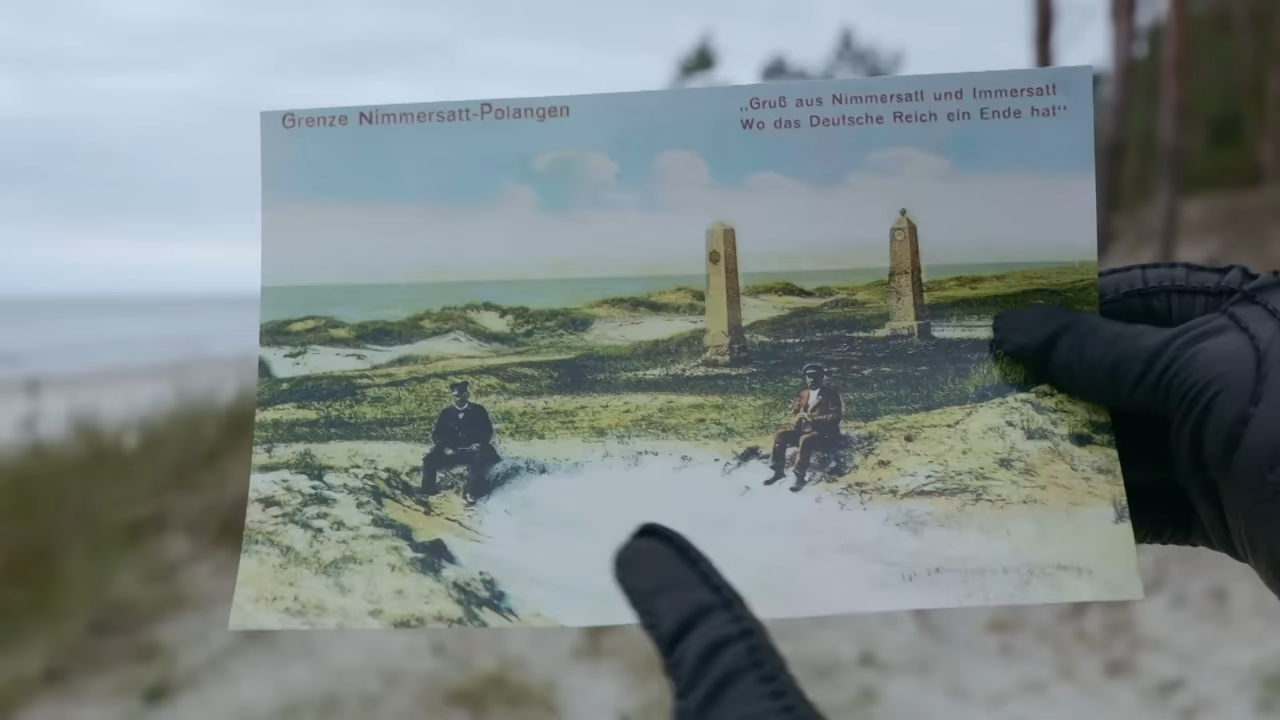 Grenze Nimmersatt-Polangen
„Gruß aus Nimmersatt und Immersatt
Wo das Deutsche Reich ein Ende hat“